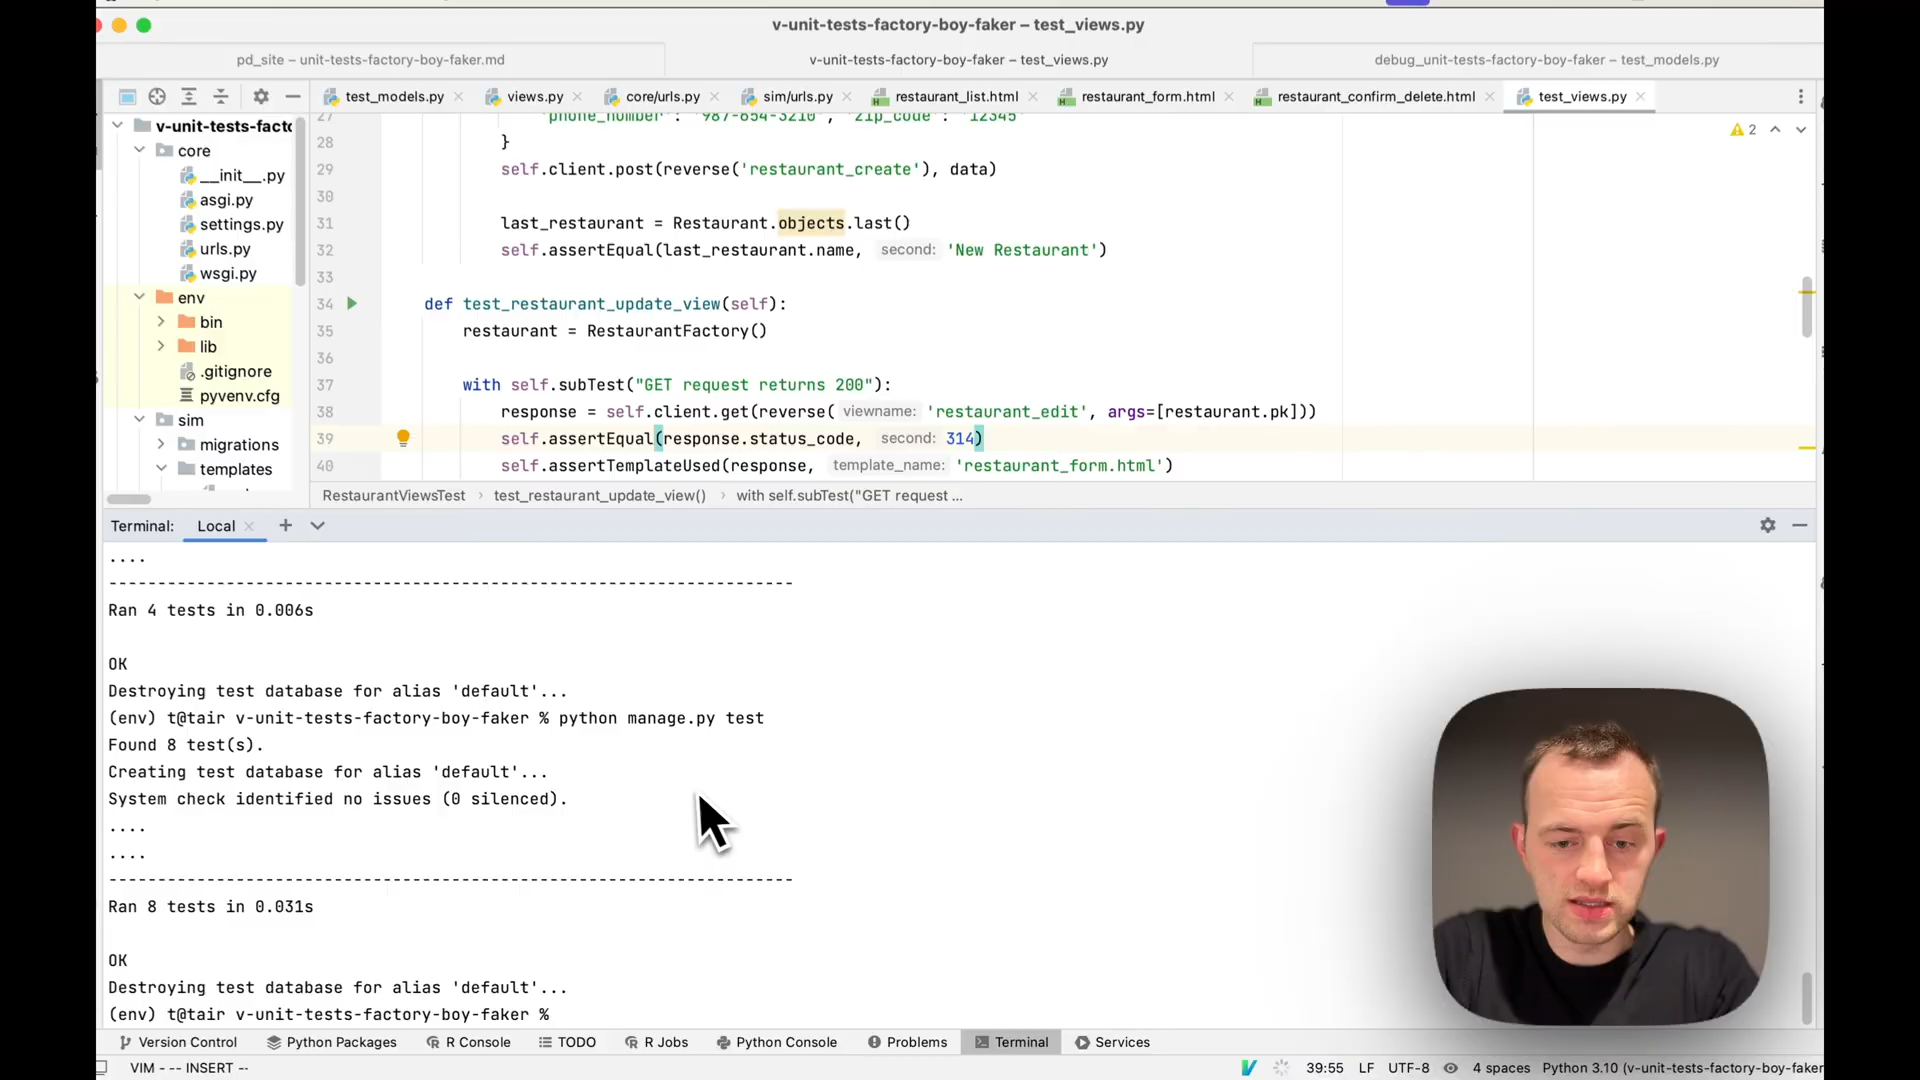 v-unit-tests-factory-boy-faker – test_views.py
pd_site – unit-tests-factory-boy-faker.md
v-unit-tests-factory-boy-faker – test_views.py
debug_unit-tests-factory-boy-faker – test_models.py
test_models.py
views.py
core/urls.py
sim/urls.py
restaurant_list.html
restaurant_form.html
restaurant_confirm_delete.html
test_views.py
v-unit-tests-facto
core
__init__.py
asgi.py
settings.py
urls.py
wsgi.py
env
bin
lib
.gitignore
pyvenv.cfg
sim
migrations
templates
2
27 'phone_number': '987-654-3210', 'zip_code': '12345'
28 }
29 self.client.post(reverse('restaurant_create'), data)
30
31 last_restaurant = Restaurant.objects.last()
32 self.assertEqual(last_restaurant.name, second: 'New Restaurant')
33
34 def test_restaurant_update_view(self):
35 restaurant = RestaurantFactory()
36
37 with self.subTest("GET request returns 200"):
38 response = self.client.get(reverse( viewname: 'restaurant_edit', args=[restaurant.pk]))
39 self.assertEqual(response.status_code, second: 314)
40 self.assertTemplateUsed(response, template_name: 'restaurant_form.html')
RestaurantViewsTest › test_restaurant_update_view() › with self.subTest("GET request ...
Terminal: Local
....
----------------------------------------------------------------------
Ran 4 tests in 0.006s
OK
Destroying test database for alias 'default'...
(env) t@tair v-unit-tests-factory-boy-faker % python manage.py test
Found 8 test(s).
Creating test database for alias 'default'...
System check identified no issues (0 silenced).
....
....
----------------------------------------------------------------------
Ran 8 tests in 0.031s
OK
Destroying test database for alias 'default'...
(env) t@tair v-unit-tests-factory-boy-faker %
Version Control Python Packages R Console TODO R Jobs Python Console Problems Terminal Services
VIM - -- INSERT -- 39:55 LF UTF-8 4 spaces Python 3.10 (v-unit-tests-factory-boy-faker